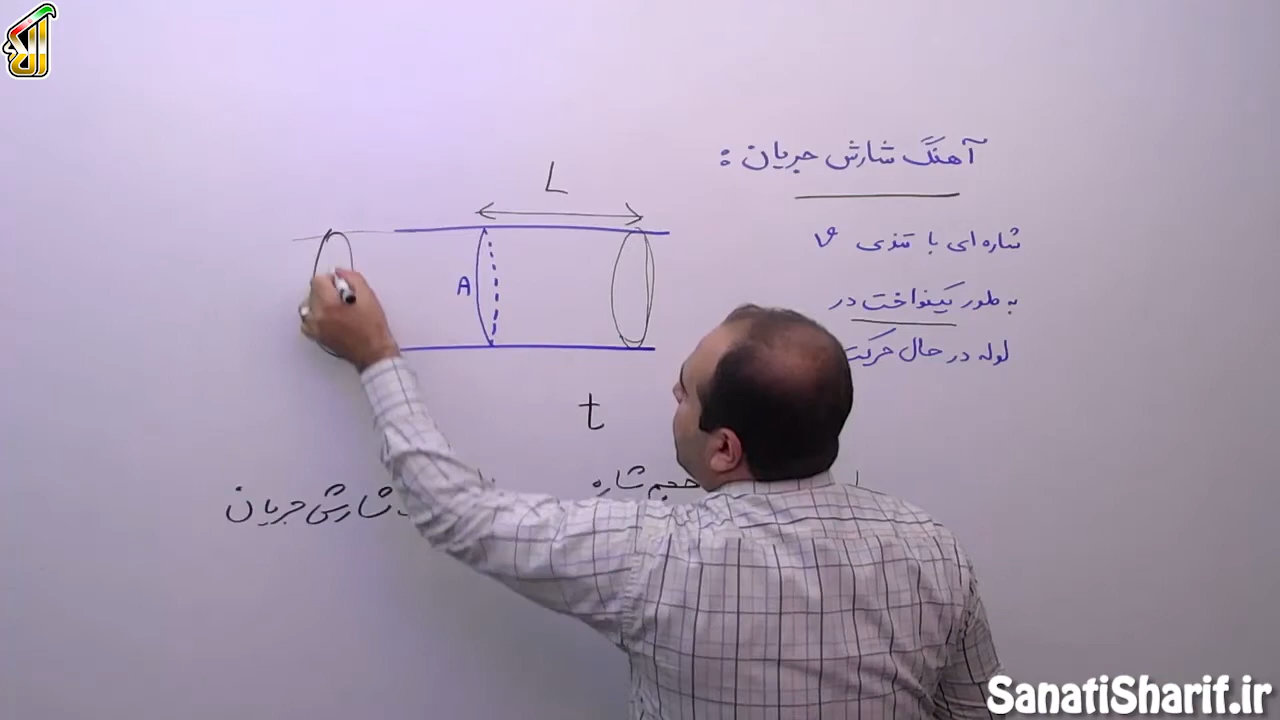 آهنگ شارش جریان :
شاره ای با تندی v
به طور یکنواخت در
لوله در حال حرکت
L
A
t
حجم شاره
شارش جریان
SanatiSharif.ir